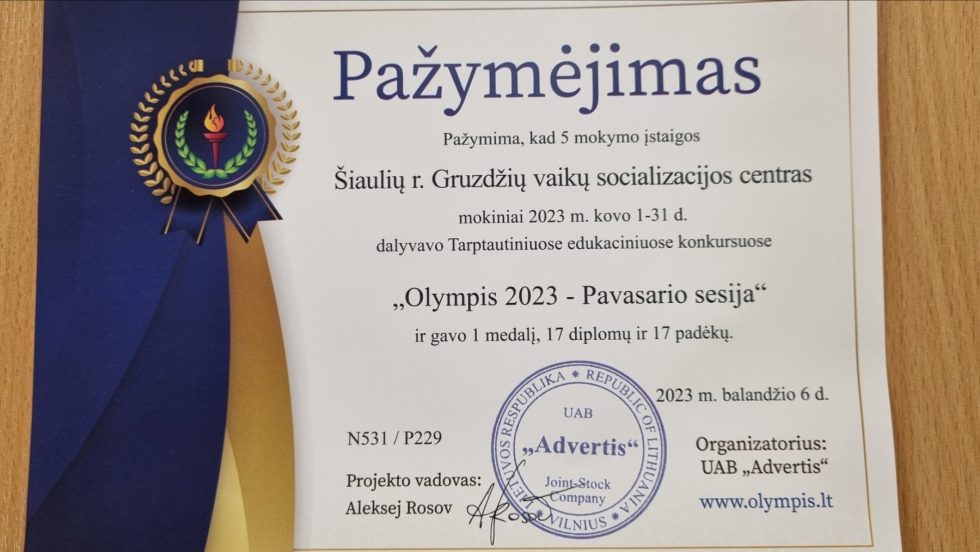 Pažymėjimas
Pažymima, kad 5 mokymo įstaigos
Šiaulių r. Gruzdžių vaikų socializacijos centras
mokiniai 2023 m. kovo 1-31 d.
dalyvavo Tarptautiniuose edukaciniuose konkursuose
„Olympis 2023 - Pavasario sesija“
ir gavo 1 medalį, 17 diplomų ir 17 padėkų.
2023 m. balandžio 6 d.
N531 / P229
Projekto vadovas:
Aleksej Rosov
LIETUVOS RESPUBLIKA * REPUBLIC OF LITHUANIA
* VILNIUS *
UAB
„Advertis“
Joint-Stock
Company
Organizatorius:
UAB „Advertis“
www.olympis.lt